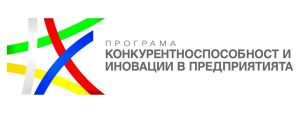 ПРОГРАМА
КОНКУРЕНТНОСПОСОБНОСТ И
ИНОВАЦИИ В ПРЕДПРИЯТИЯТА